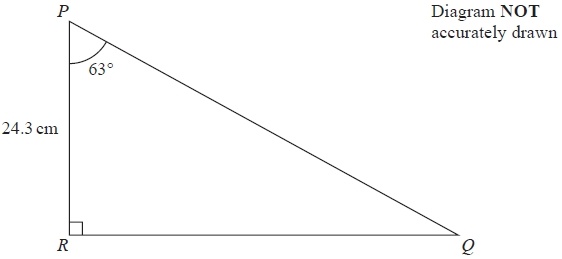 P
Diagram NOT
accurately drawn
63°
24.3 cm
R
Q